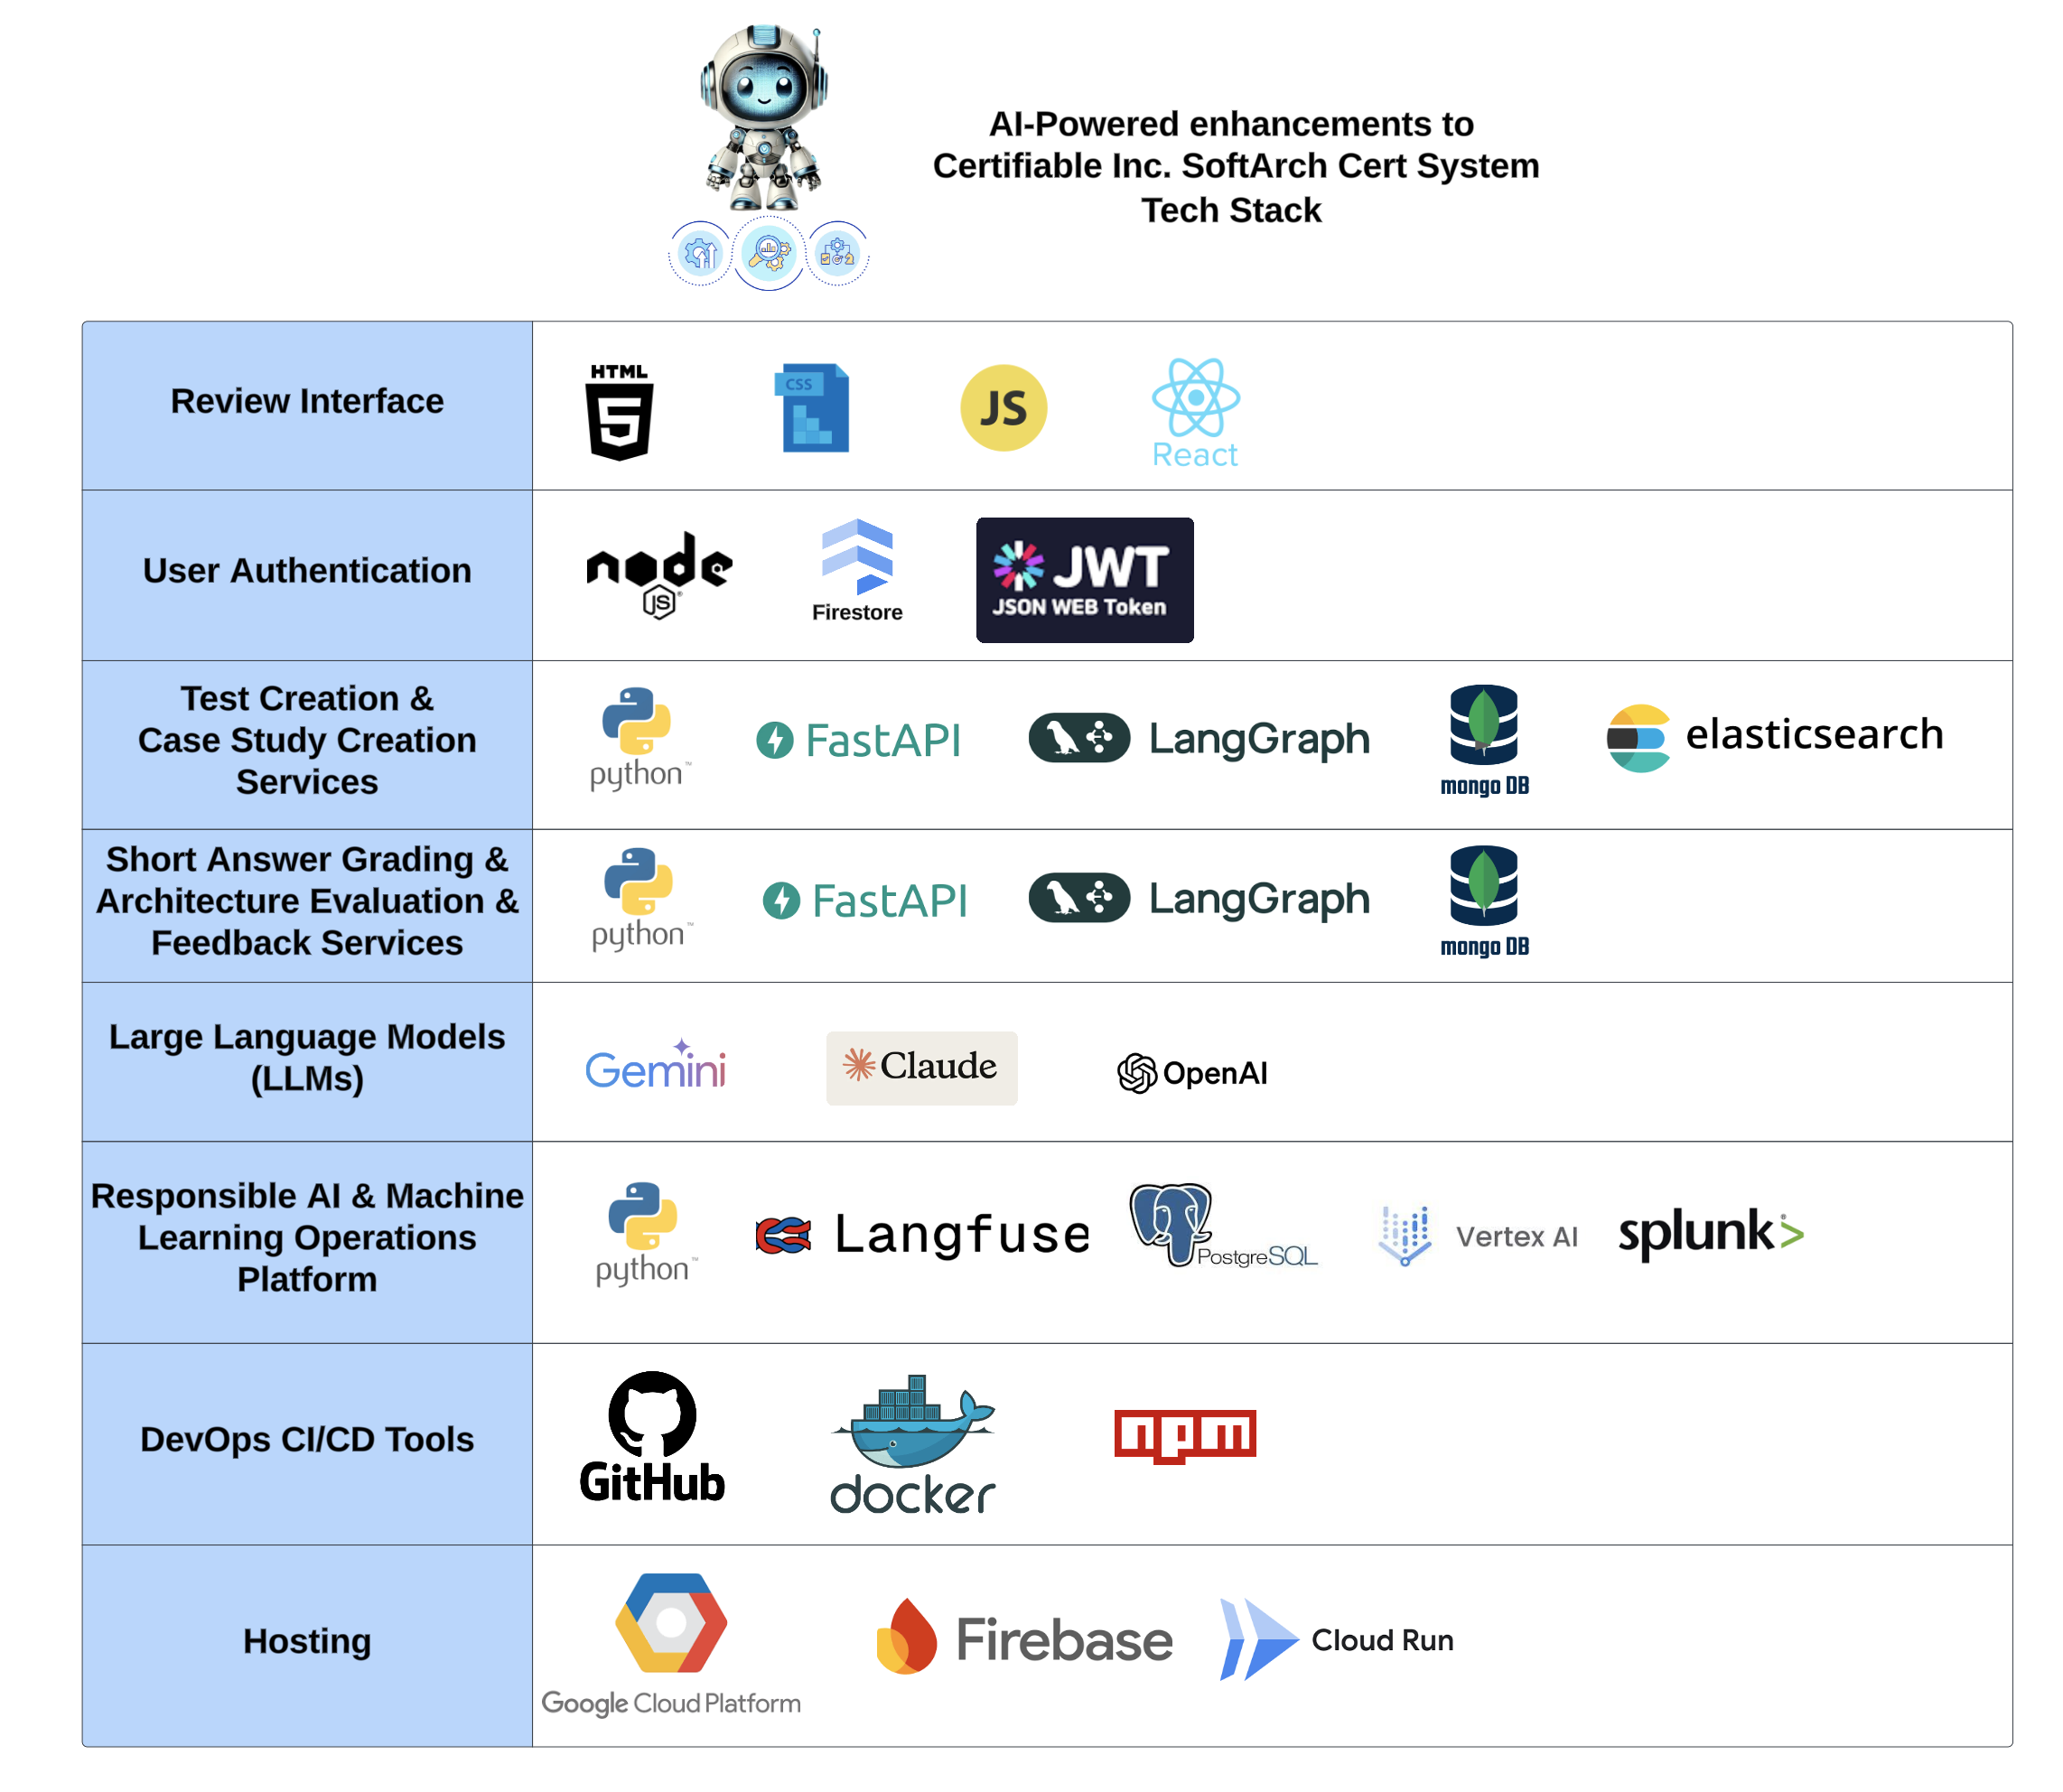 AI-Powered enhancements to
Certifiable Inc. SoftArch Cert System
Tech Stack
Review Interface
HTML
5
CSS
JS
React
User Authentication
node
JS®
Firestore
JWT
JSON WEB Token
Test Creation &
Case Study Creation
Services
python™
FastAPI
LangGraph
mongo DB
elasticsearch
Short Answer Grading &
Architecture Evaluation &
Feedback Services
python™
FastAPI
LangGraph
mongo DB
Large Language Models
(LLMs)
Gemini
Claude
OpenAI
Responsible AI & Machine
Learning Operations
Platform
python™
Langfuse
PostgreSQL
Vertex AI
splunk®>
DevOps CI/CD Tools
GitHub
docker
npm
Hosting
Google Cloud Platform
Firebase
Cloud Run